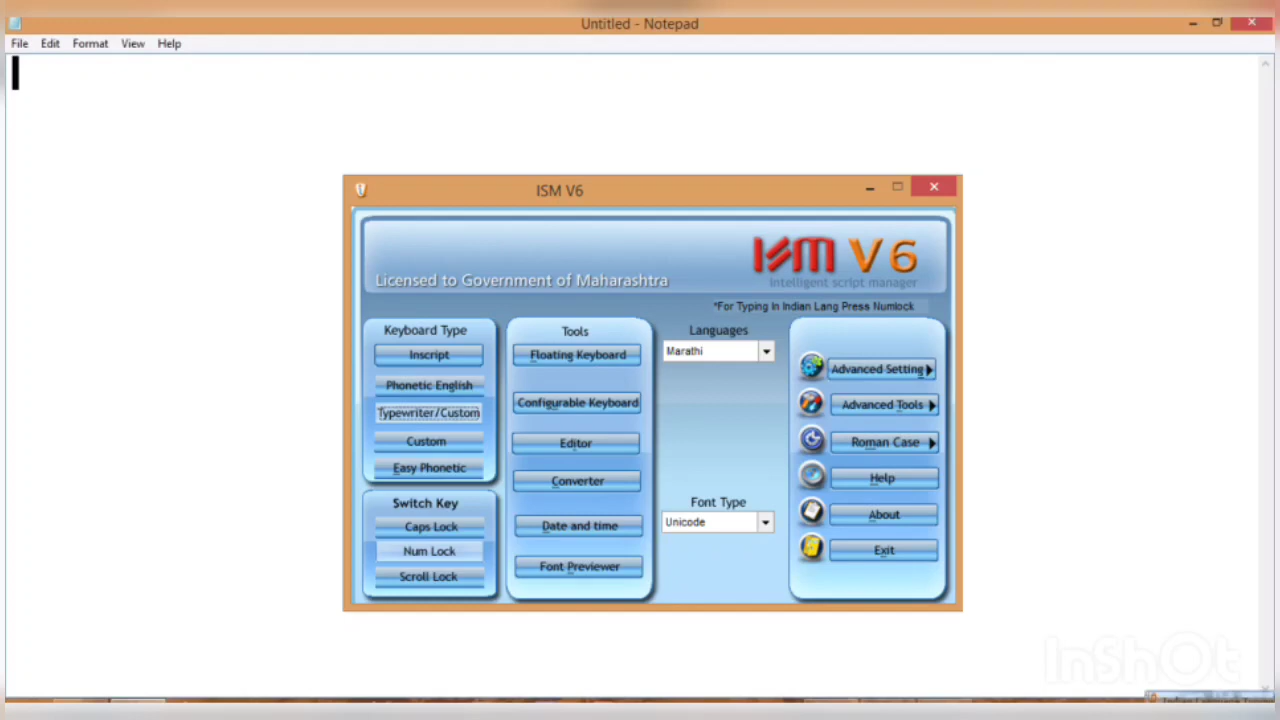 Untitled - Notepad
File Edit Format View Help
ISM V6
ISM V6
Intelligent script manager
Licensed to Government of Maharashtra
*For Typing In Indian Lang Press Numlock
Keyboard Type
Inscript
Phonetic English
Typewriter/Custom
Custom
Easy Phonetic
Switch Key
Caps Lock
Num Lock
Scroll Lock
Tools
Floating Keyboard
Configurable Keyboard
Editor
Converter
Date and time
Font Previewer
Languages
Marathi
Font Type
Unicode
Advanced Setting
Advanced Tools
Roman Case
Help
About
Exit
InShOt